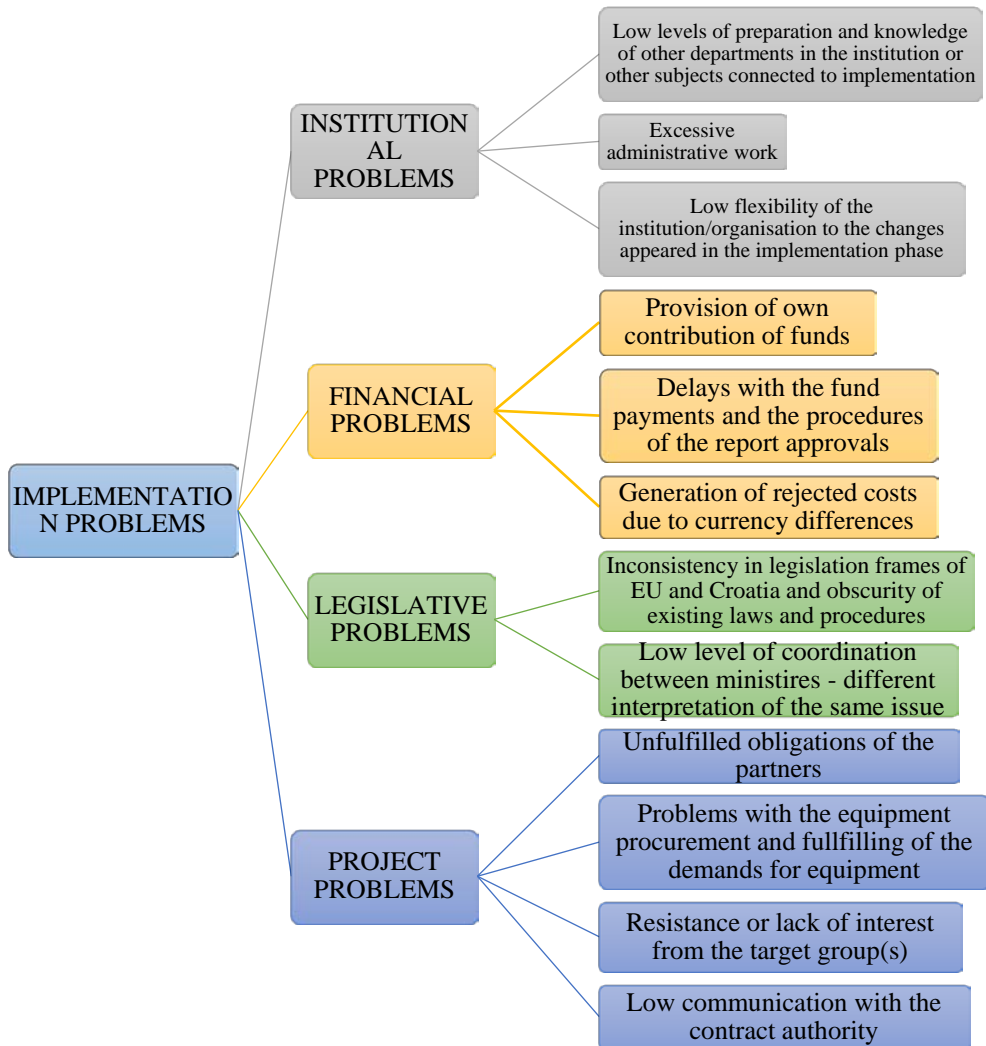 IMPLEMENTATIO
N PROBLEMS
INSTITUTION
AL
PROBLEMS
Low levels of preparation and knowledge
of other departments in the institution or
other subjects connected to implementation
Excessive
administrative work
Low flexibility of the
institution/organisation to the changes
appeared in the implementation phase
FINANCIAL
PROBLEMS
Provision of own
contribution of funds
Delays with the fund
payments and the procedures
of the report approvals
Generation of rejected costs
due to currency differences
LEGISLATIVE
PROBLEMS
Inconsistency in legislation frames of
EU and Croatia and obscurity of
existing laws and procedures
Low level of coordination
between ministires - different
interpretation of the same issue
PROJECT
PROBLEMS
Unfulfilled obligations of the
partners
Problems with the equipment
procurement and fullfilling of the
demands for equipment
Resistance or lack of interest
from the target group(s)
Low communication with the
contract authority